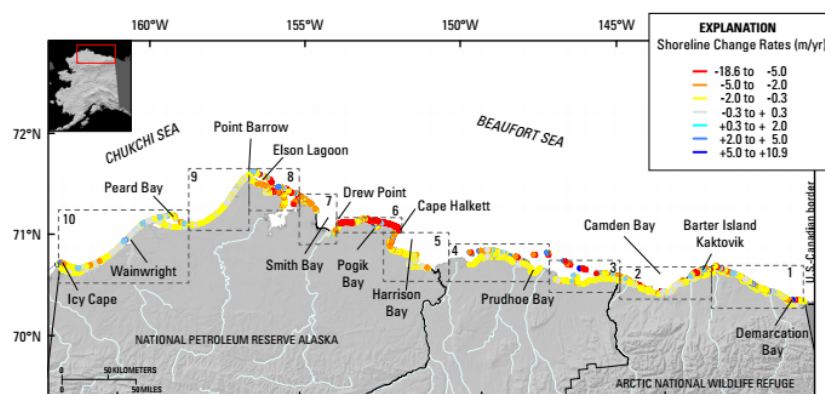 160°W
155°W
150°W
145°W
EXPLANATION
Shoreline Change Rates (m/yr)
-18.6 to -5.0
-5.0 to -2.0
-2.0 to -0.3
-0.3 to + 0.3
+0.3 to + 2.0
+2.0 to + 5.0
+5.0 to +10.9
72°N
71°N
70°N
CHUKCHI SEA
BEAUFORT SEA
Point Barrow
Elson Lagoon
Peard Bay
9
8
Drew Point
7
6
Cape Halkett
10
5
Camden Bay
Barter Island
Kaktovik
U.S.-Canadian border
4
3
2
1
Wainwright
Smith Bay
Pogik
Bay
Icy Cape
Harrison
Bay
Prudhoe Bay
Demarcation
Bay
NATIONAL PETROLEUM RESERVE ALASKA
ARCTIC NATIONAL WILDLIFE REFUGE
0
50 KILOMETERS
0
50 MILES